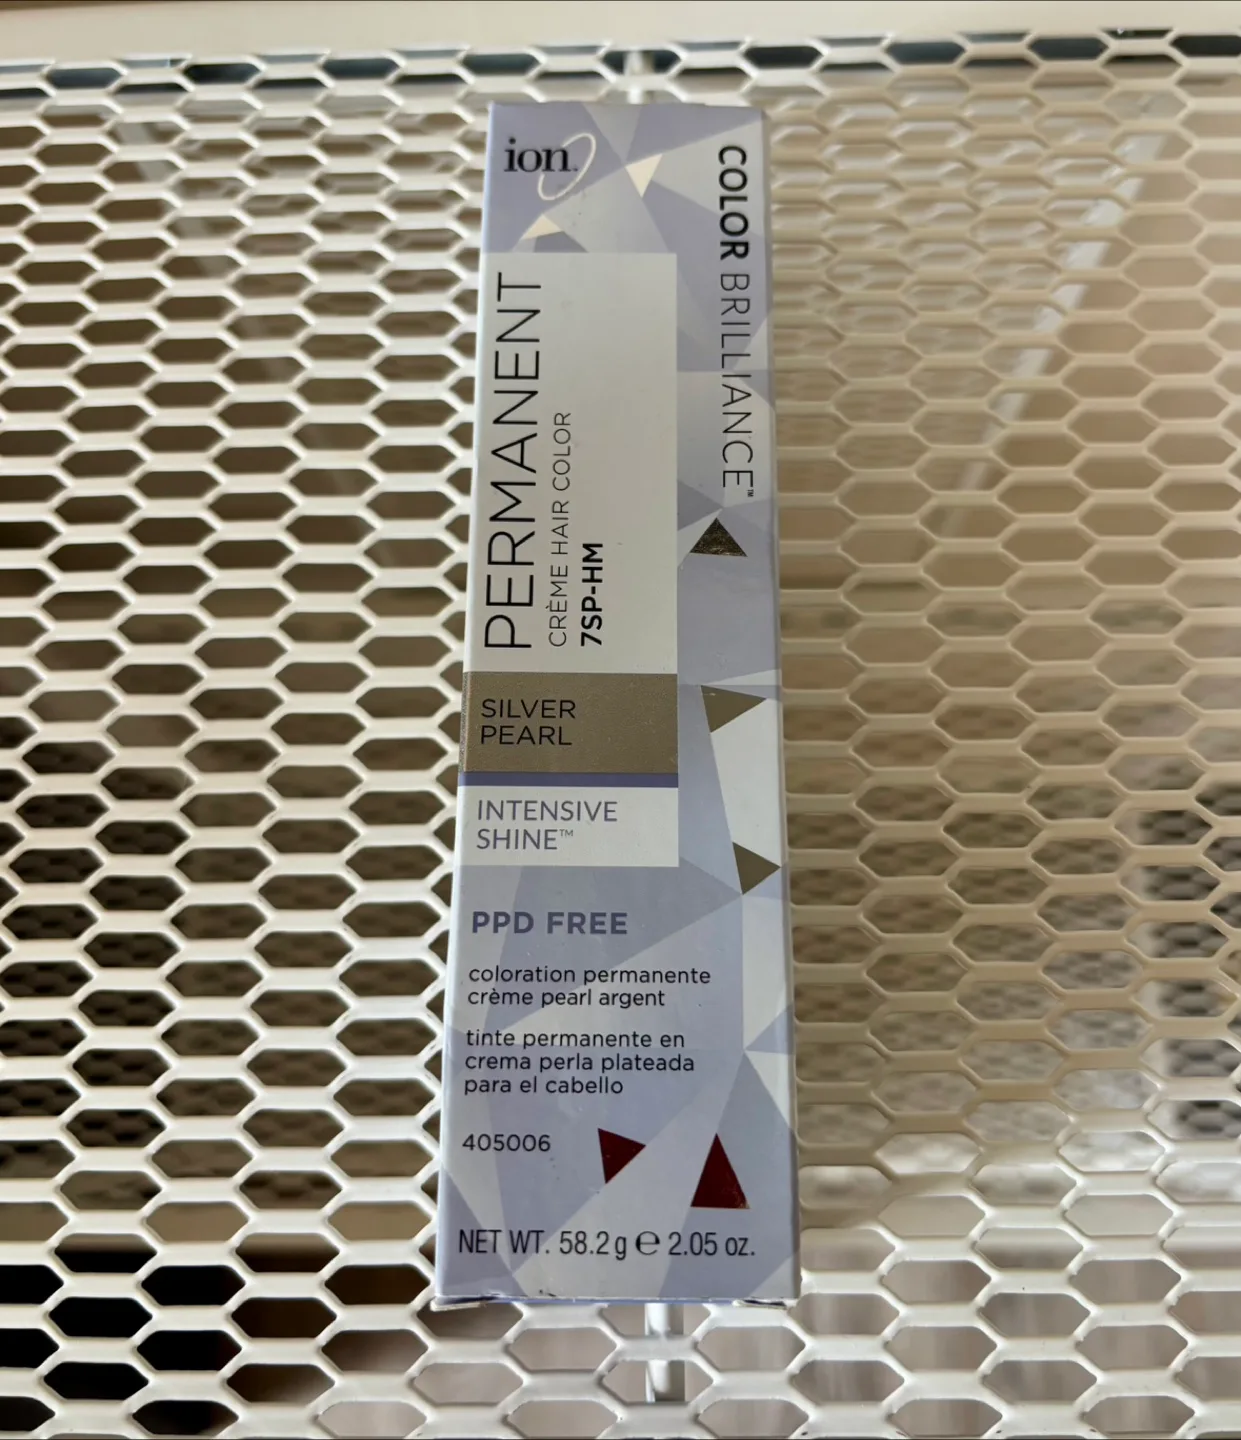 ion.
COLOR BRILLIANCE™
PERMANENT
CRÈME HAIR COLOR
7SP-HM
SILVER
PEARL
INTENSIVE
SHINE™
PPD FREE
coloration permanente
crème pearl argent
tinte permanente en
crema perla plateada
para el cabello
405006
NET WT. 58.2 g ℮ 2.05 oz.